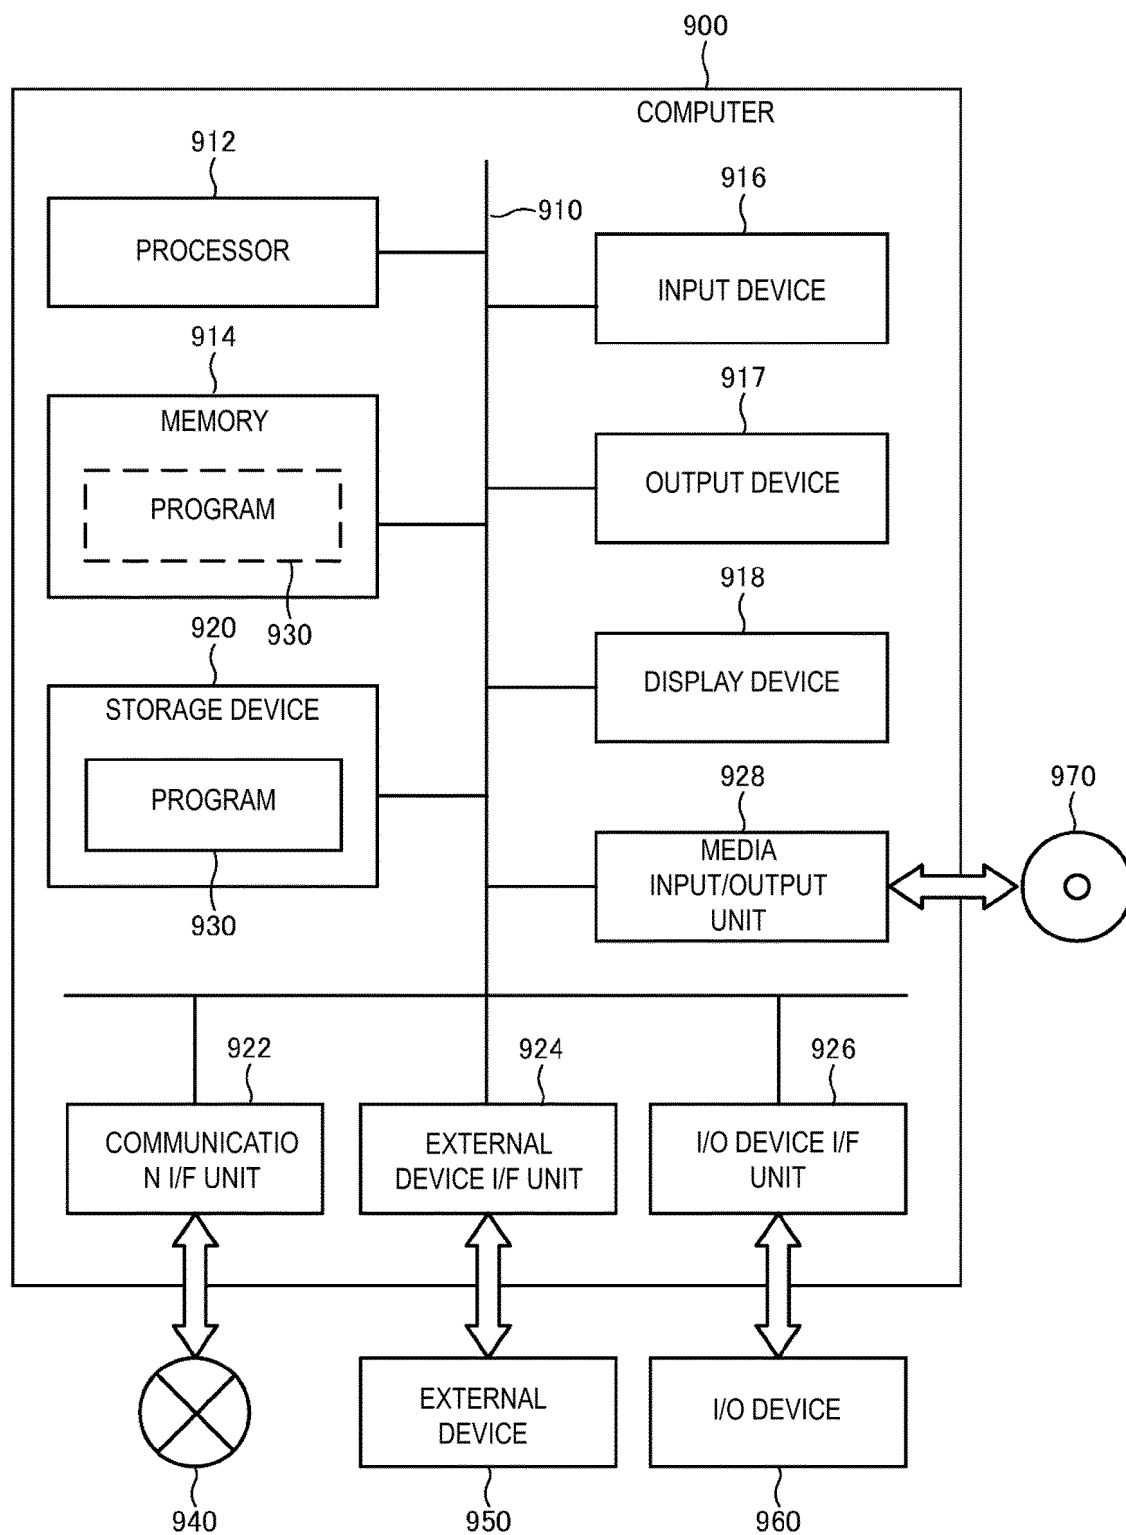 900
COMPUTER
912
PROCESSOR
910
916
INPUT DEVICE
914
MEMORY
PROGRAM
930
917
OUTPUT DEVICE
920
STORAGE DEVICE
PROGRAM
930
918
DISPLAY DEVICE
928
MEDIA
INPUT/OUTPUT
UNIT
970
922
COMMUNICATIO
N I/F UNIT
924
EXTERNAL
DEVICE I/F UNIT
926
I/O DEVICE I/F
UNIT
940
EXTERNAL
DEVICE
950
I/O DEVICE
960